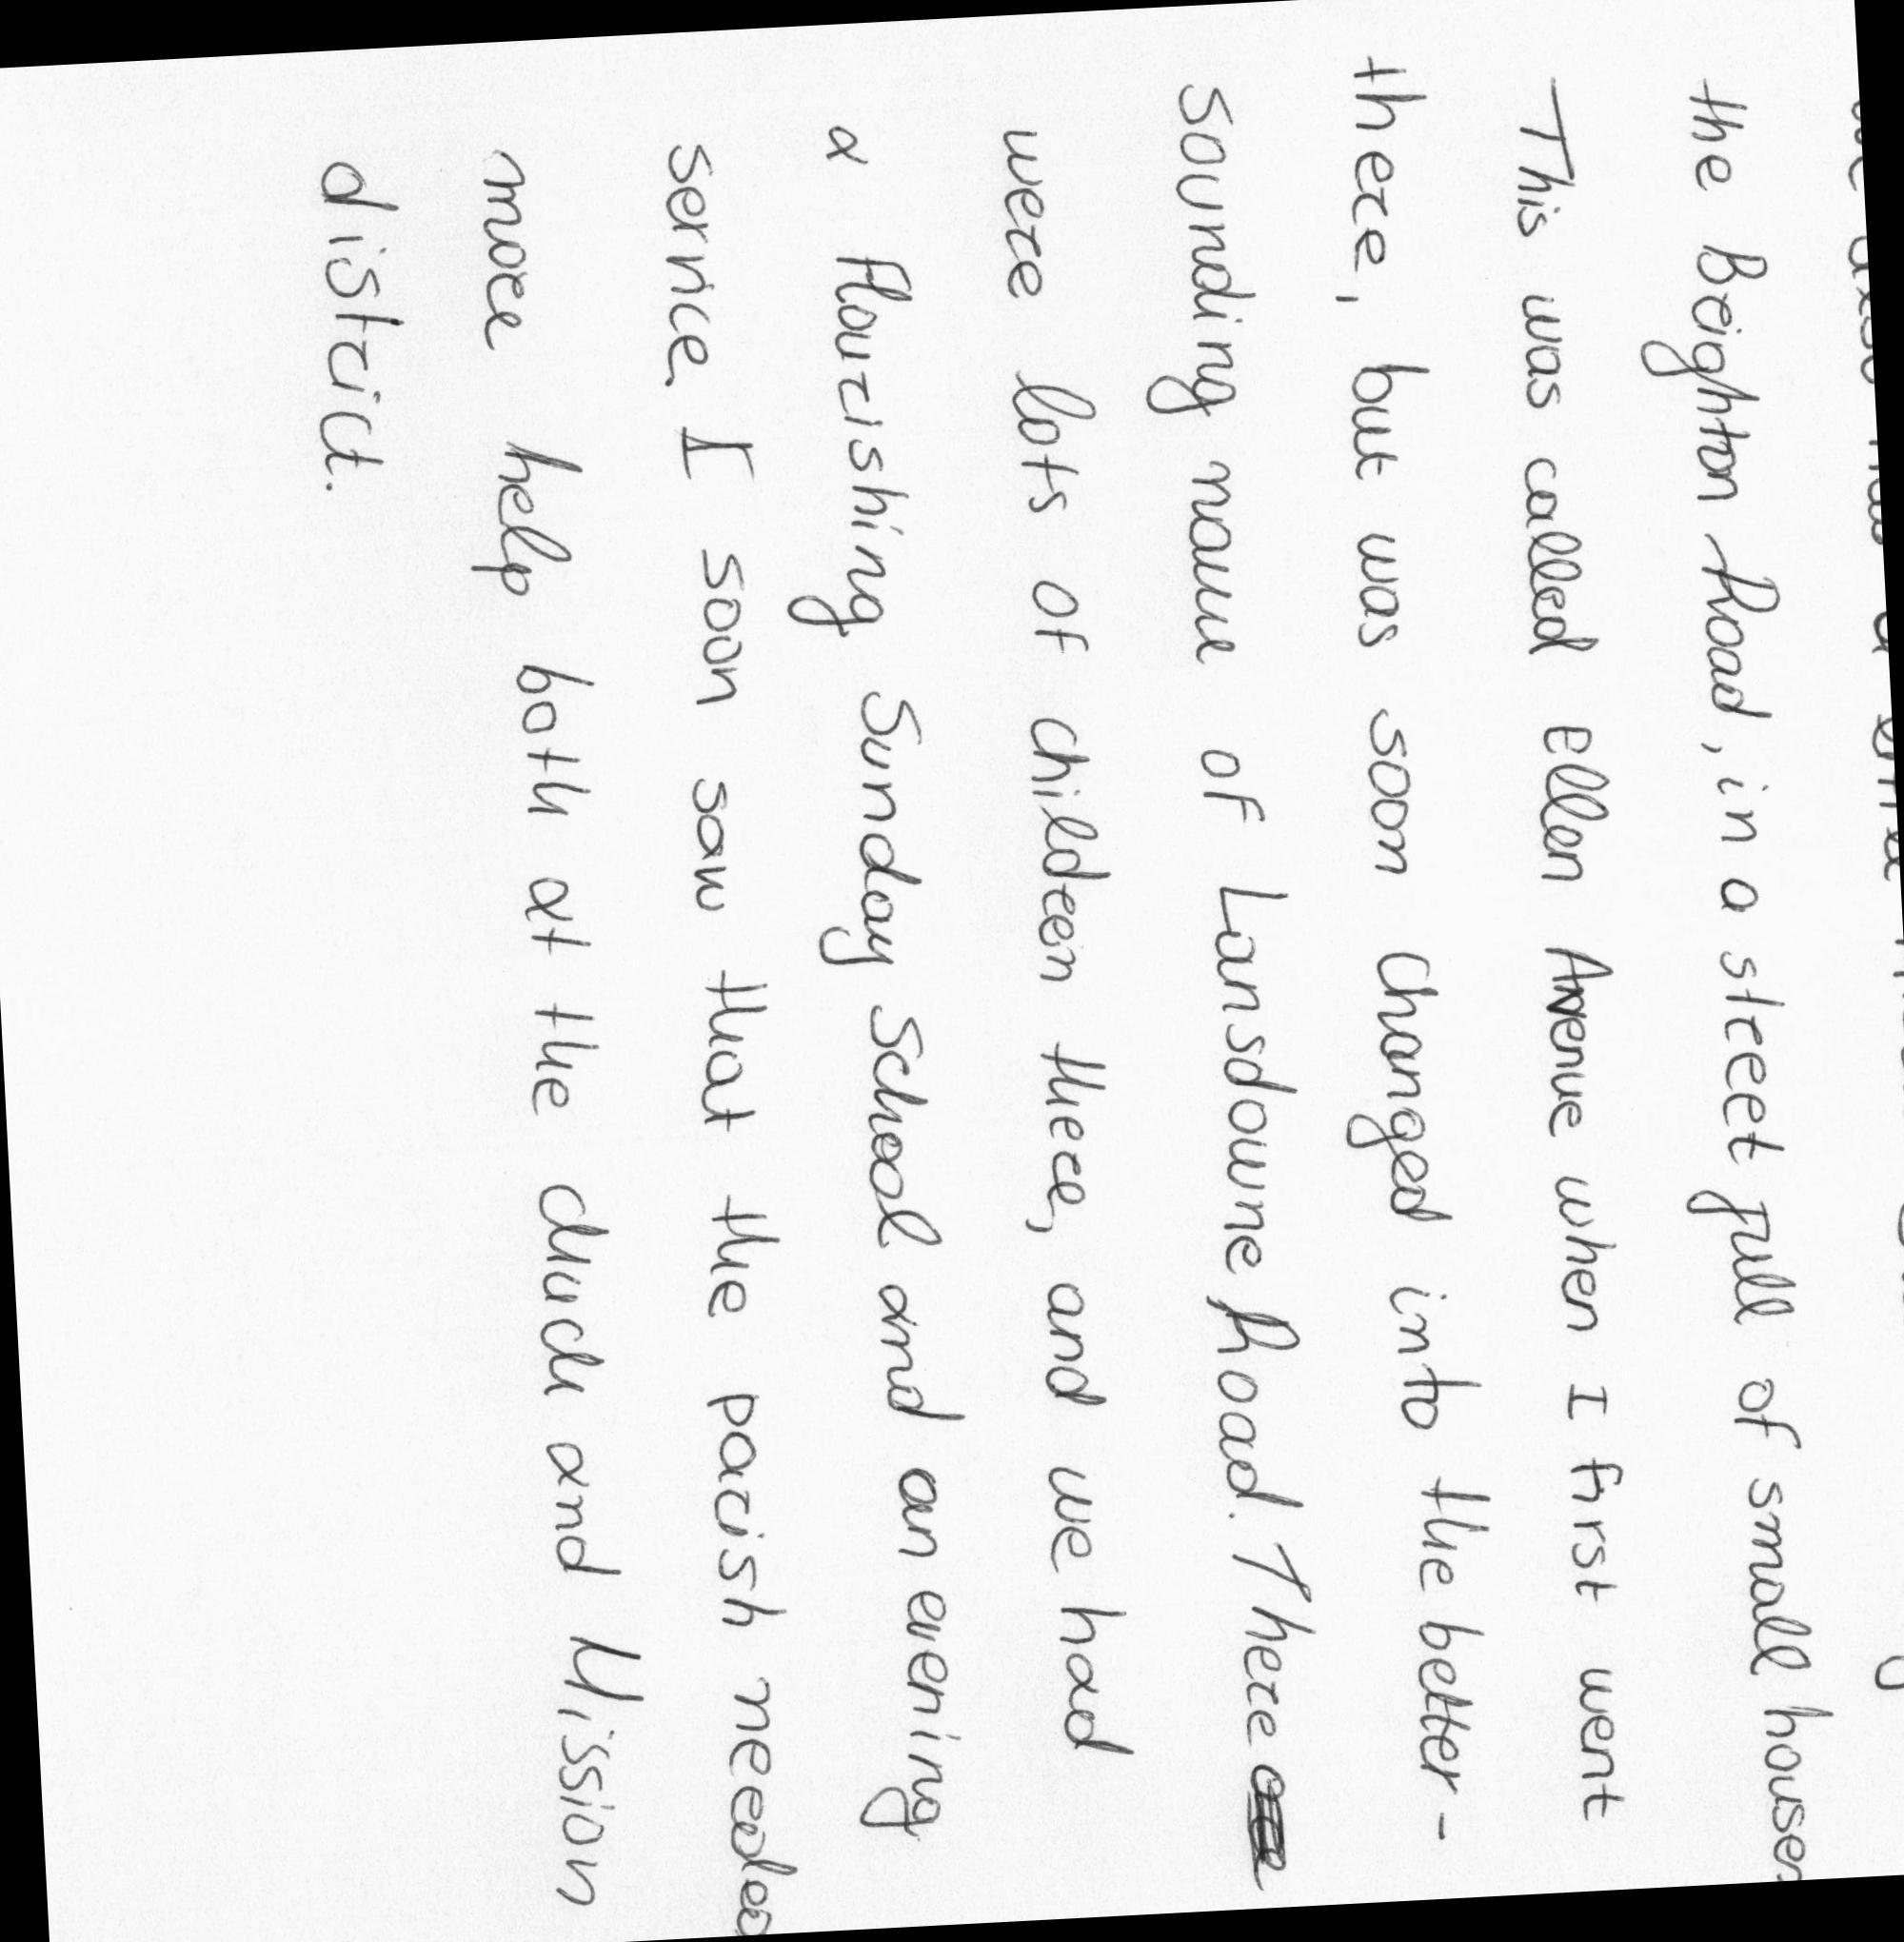 the Brighton Road, in a street full of small houses
This was called Ellen Avenue when I first went
there, but was soon changed into the better-
sounding name of Lansdowne Road. There
were lots of children there, and we had
a flourishing Sunday School and an evening
service. I soon saw that the parish needed
more help both at the church and Mission
district.